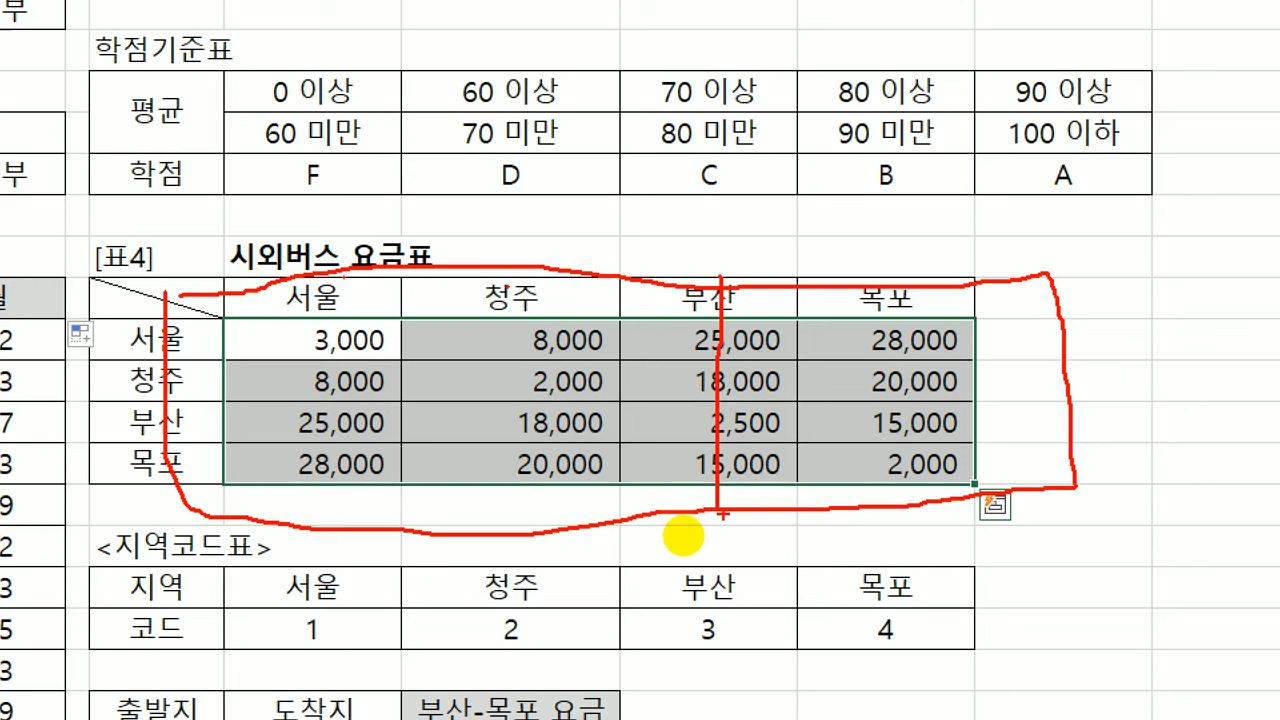 부
학점기준표
평균 0 이상 60 이상 70 이상 80 이상 90 이상
60 미만 70 미만 80 미만 90 미만 100 이하
부 학점 F D C B A
[표4] 시외버스 요금표
서울 청주 부산 목포
2 서울 3,000 8,000 25,000 28,000
3 청주 8,000 2,000 18,000 20,000
7 부산 25,000 18,000 2,500 15,000
3 목포 28,000 20,000 15,000 2,000
9
2 <지역코드표>
3 지역 서울 청주 부산 목포
5 코드 1 2 3 4
3
9 출발지 도착지 부산-목포 요금